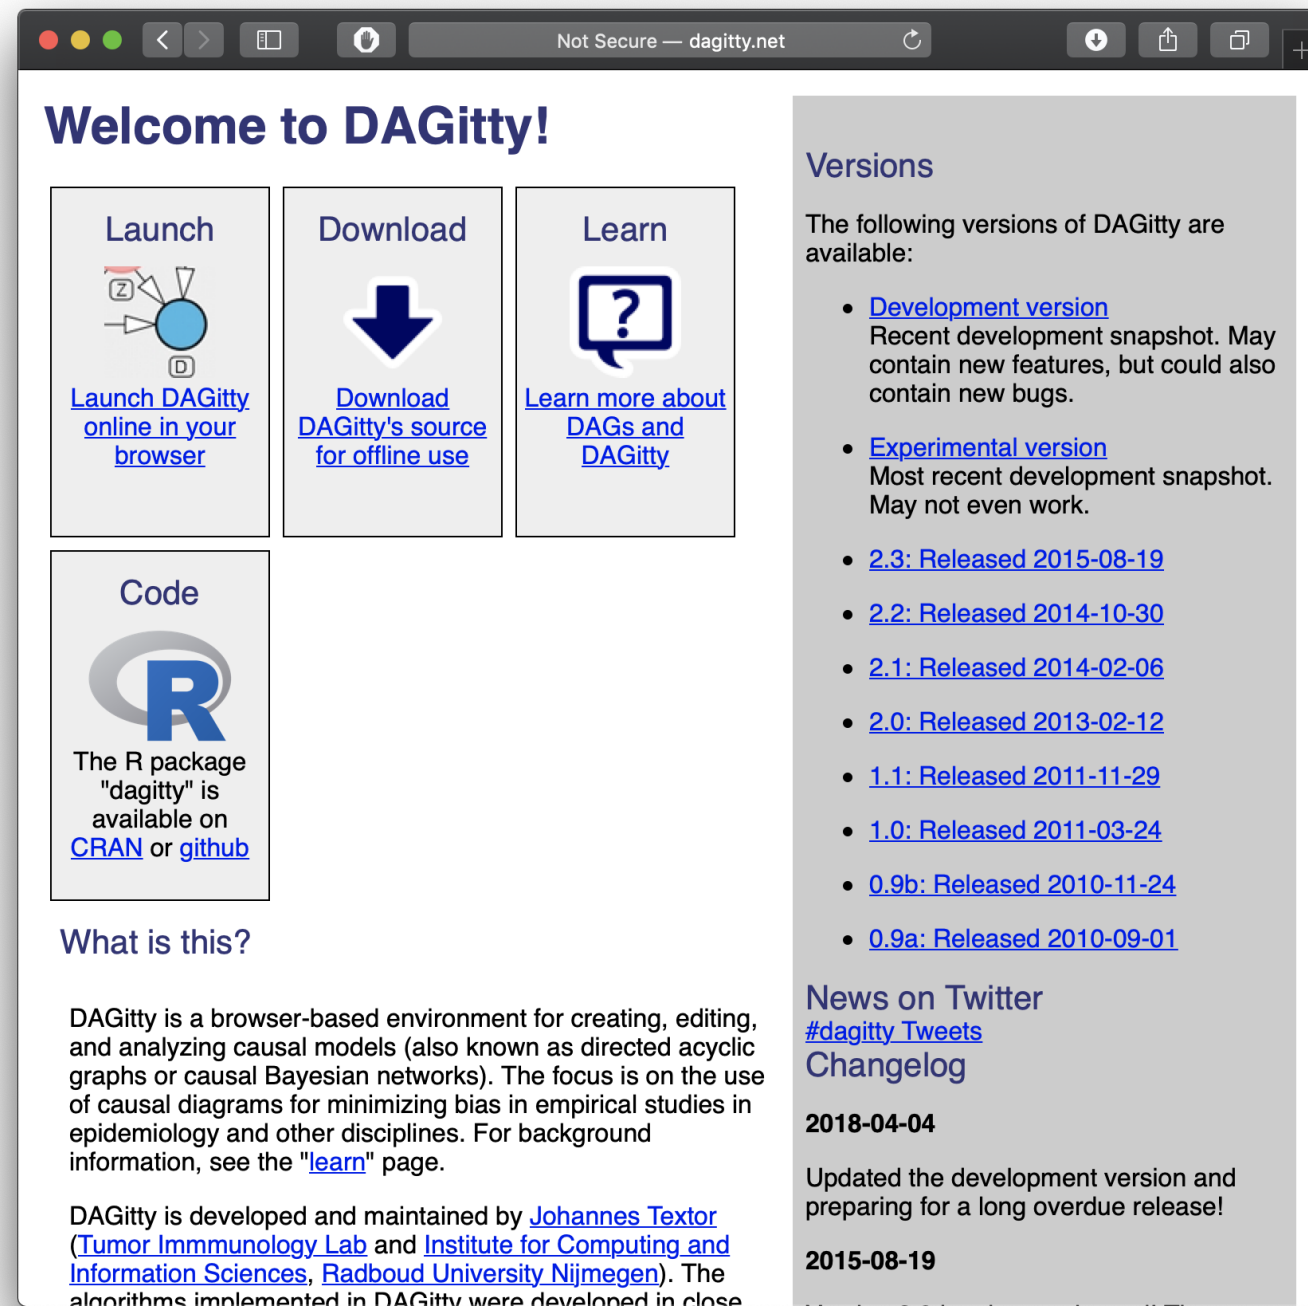 Not Secure — dagitty.net
Welcome to DAGitty!
Launch
Z
D
Launch DAGitty
online in your
browser
Download
Download
DAGitty's source
for offline use
Learn
?
Learn more about
DAGs and
DAGitty
Code
R
The R package
"dagitty" is
available on
CRAN or github
What is this?
DAGitty is a browser-based environment for creating, editing,
and analyzing causal models (also known as directed acyclic
graphs or causal Bayesian networks). The focus is on the use
of causal diagrams for minimizing bias in empirical studies in
epidemiology and other disciplines. For background
information, see the "learn" page.
DAGitty is developed and maintained by Johannes Textor
(Tumor Immmunology Lab and Institute for Computing and
Information Sciences, Radboud University Nijmegen). The
algorithms implemented in DAGitty were developed in close
Versions
The following versions of DAGitty are
available:
• Development version
Recent development snapshot. May
contain new features, but could also
contain new bugs.
• Experimental version
Most recent development snapshot.
May not even work.
• 2.3: Released 2015-08-19
• 2.2: Released 2014-10-30
• 2.1: Released 2014-02-06
• 2.0: Released 2013-02-12
• 1.1: Released 2011-11-29
• 1.0: Released 2011-03-24
• 0.9b: Released 2010-11-24
• 0.9a: Released 2010-09-01
News on Twitter
#dagitty Tweets
Changelog
2018-04-04
Updated the development version and
preparing for a long overdue release!
2015-08-19